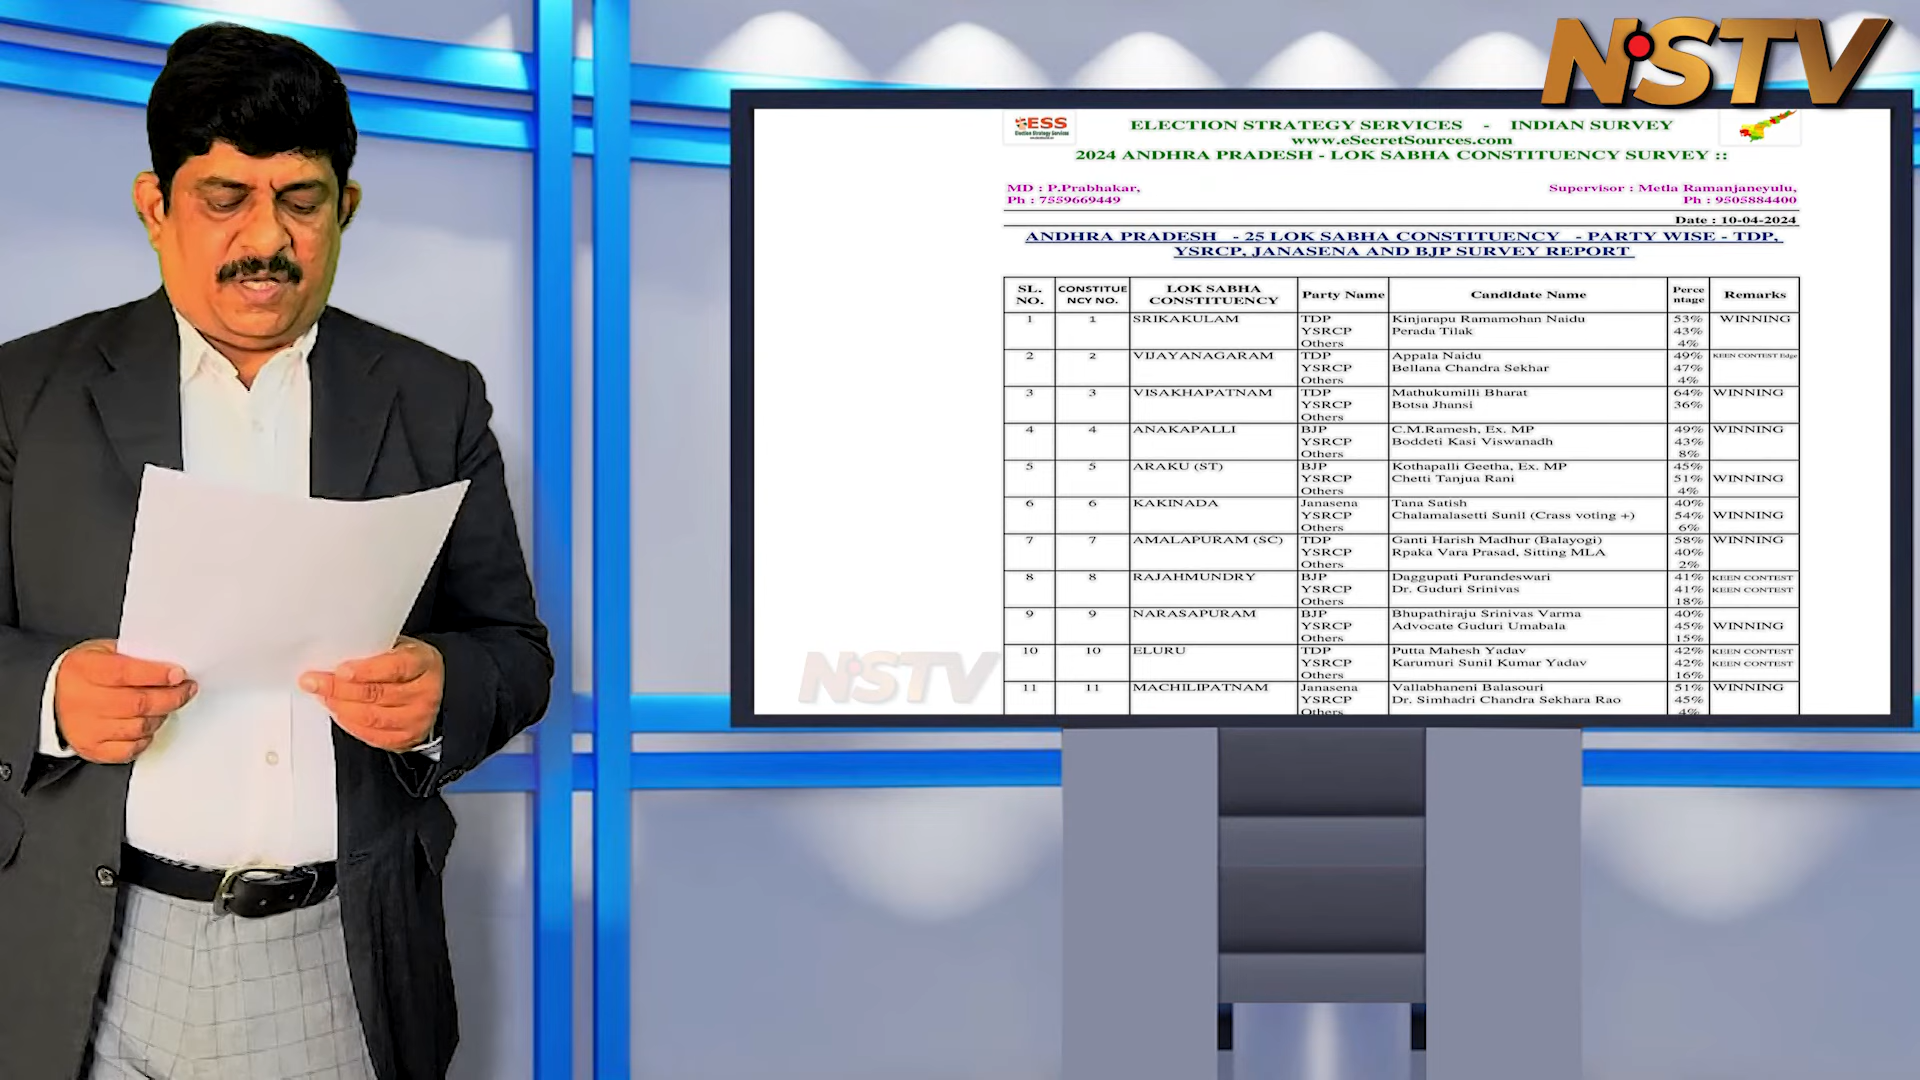 NSTV
ESS
Election Strategy Services
ELECTION STRATEGY SERVICES - INDIAN SURVEY
www.eSecretSources.com
2024 ANDHRA PRADESH - LOK SABHA CONSTITUENCY SURVEY ::
MD : P.Prabhakar, Supervisor : Metla Ramanjaneyulu,
Ph : 7559669449 Ph : 9505884400
Date : 10-04-2024
ANDHRA PRADESH - 25 LOK SABHA CONSTITUENCY - PARTY WISE - TDP,
YSRCP, JANASENA AND BJP SURVEY REPORT
SL. NO. CONSTITUE NCY NO. LOK SABHA CONSTITUENCY Party Name Candidate Name Perce ntage Remarks
1 1 SRIKAKULAM TDP Kinjarapu Ramamohan Naidu 53% WINNING
YSRCP Perada Tilak 43%
Others 4%
2 2 VIJAYANAGARAM TDP Appala Naidu 49% KEEN CONTEST Edge
YSRCP Bellana Chandra Sekhar 47%
Others 4%
3 3 VISAKHAPATNAM TDP Mathukumilli Bharat 64% WINNING
YSRCP Botsa Jhansi 36%
Others
4 4 ANAKAPALLI BJP C.M.Ramesh, Ex. MP 49% WINNING
YSRCP Boddeti Kasi Viswanadh 43%
Others 8%
5 5 ARAKU (ST) BJP Kothapalli Geetha, Ex. MP 45%
YSRCP Chetti Tanjua Rani 51% WINNING
Others 4%
6 6 KAKINADA Janasena Tana Satish 40%
YSRCP Chalamalasetti Sunil (Crass voting +) 54% WINNING
Others 6%
7 7 AMALAPURAM (SC) TDP Ganti Harish Madhur (Balayogi) 58% WINNING
YSRCP Rpaka Vara Prasad, Sitting MLA 40%
Others 2%
8 8 RAJAHMUNDRY BJP Daggupati Purandeswari 41% KEEN CONTEST
YSRCP Dr. Guduri Srinivas 41% KEEN CONTEST
Others 18%
9 9 NARASAPURAM BJP Bhupathiraju Srinivas Varma 40%
YSRCP Advocate Guduri Umabala 45% WINNING
Others 15%
10 10 ELURU TDP Putta Mahesh Yadav 42% KEEN CONTEST
YSRCP Karumuri Sunil Kumar Yadav 42% KEEN CONTEST
Others 16%
11 11 MACHILIPATNAM Janasena Vallabhaneni Balasouri 51% WINNING
YSRCP Dr. Simhadri Chandra Sekhara Rao 45%
Others 4%
NSTV